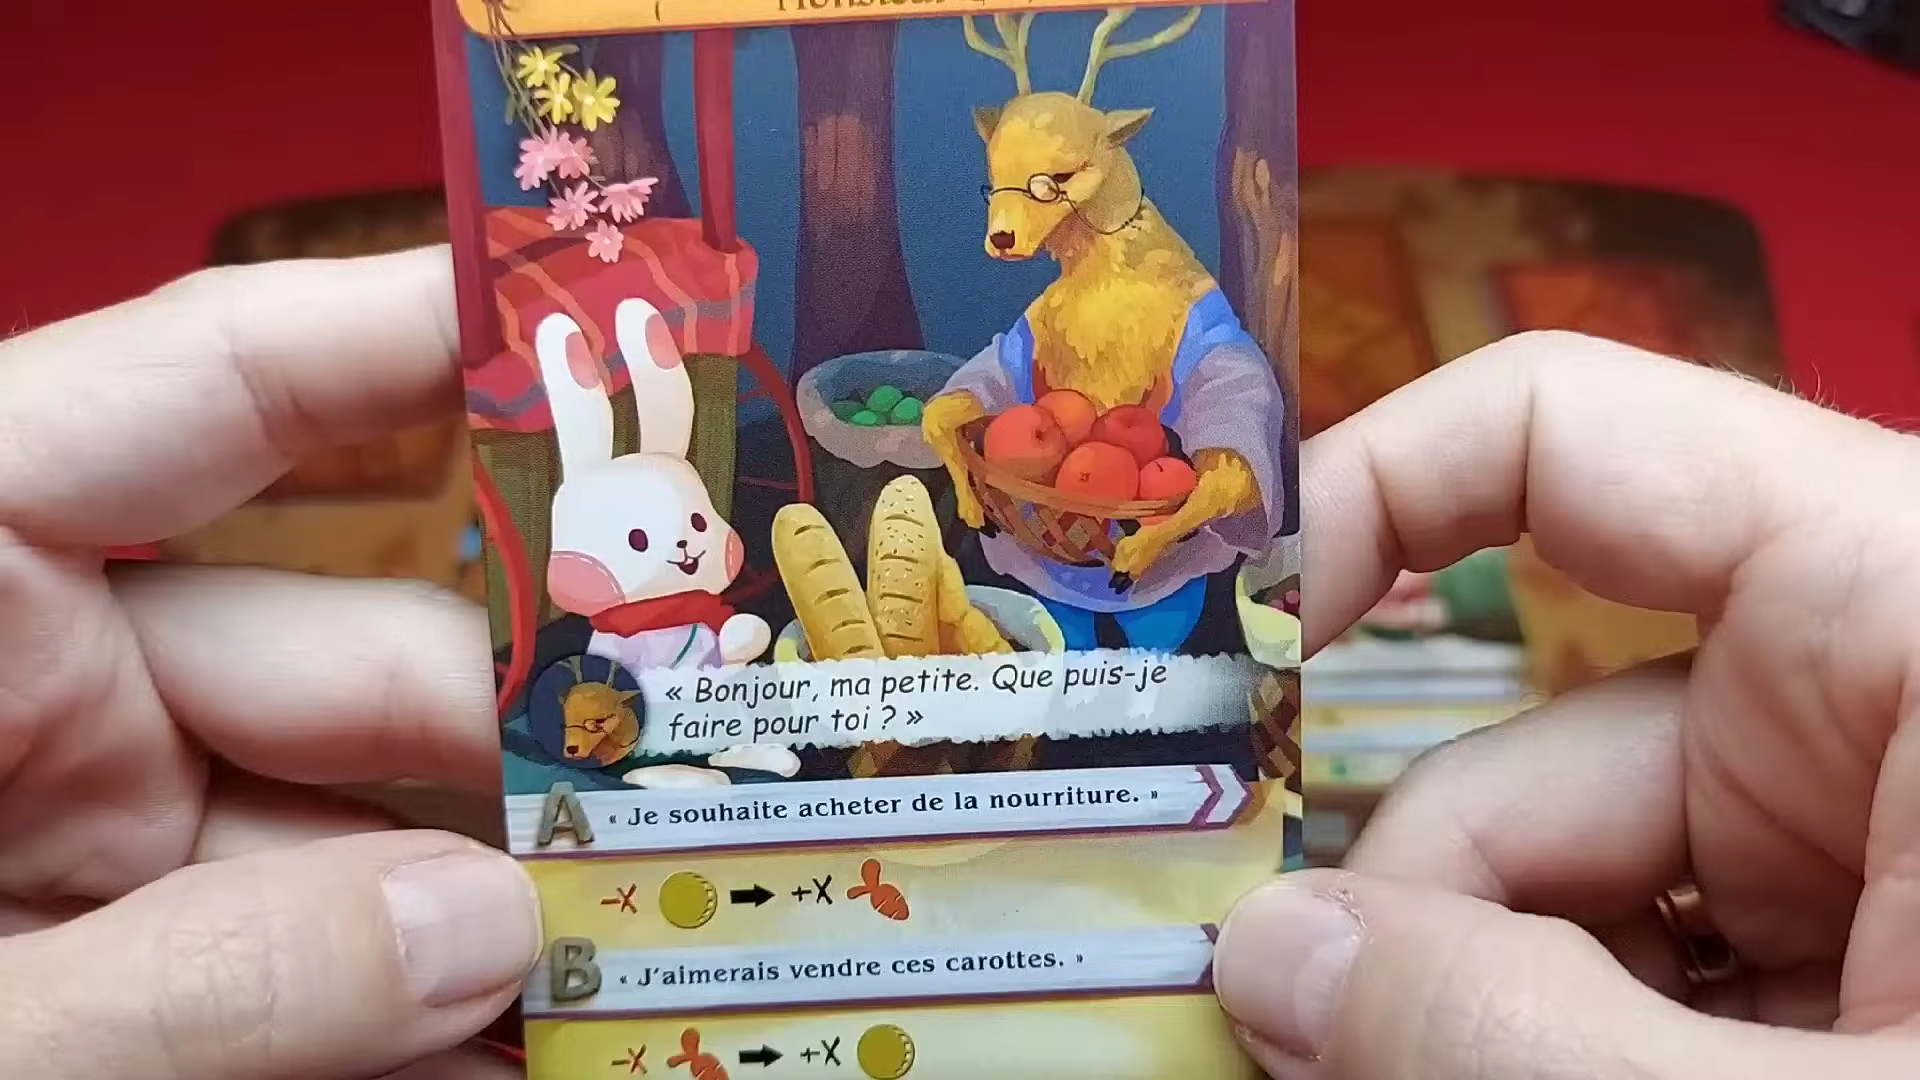 « Bonjour, ma petite. Que puis-je
faire pour toi ? »
A « Je souhaite acheter de la nourriture. »
-X +X
B « J'aimerais vendre ces carottes. »
-X +X